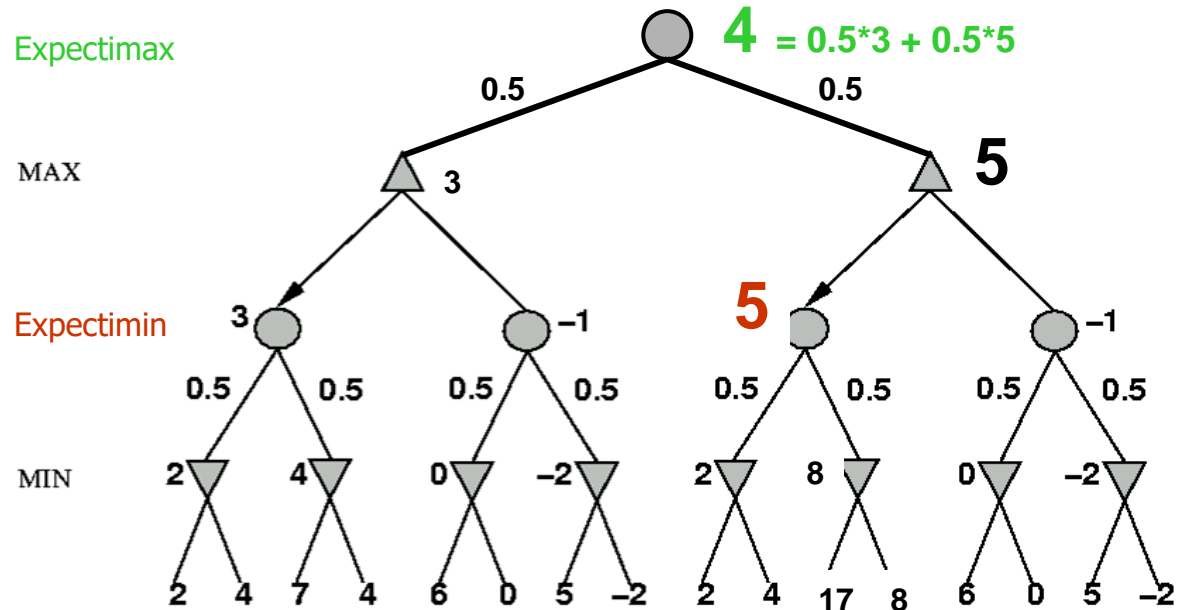 Expectimax 4 = 0.5*3 + 0.5*5
0.5 0.5
MAX 3 5
Expectimin 3 –1 5 –1
0.5 0.5 0.5 0.5 0.5 0.5 0.5 0.5
MIN 2 4 0 –2 2 8 0 –2
2 4 7 4 6 0 5 –2 2 4 17 8 6 0 5 –2